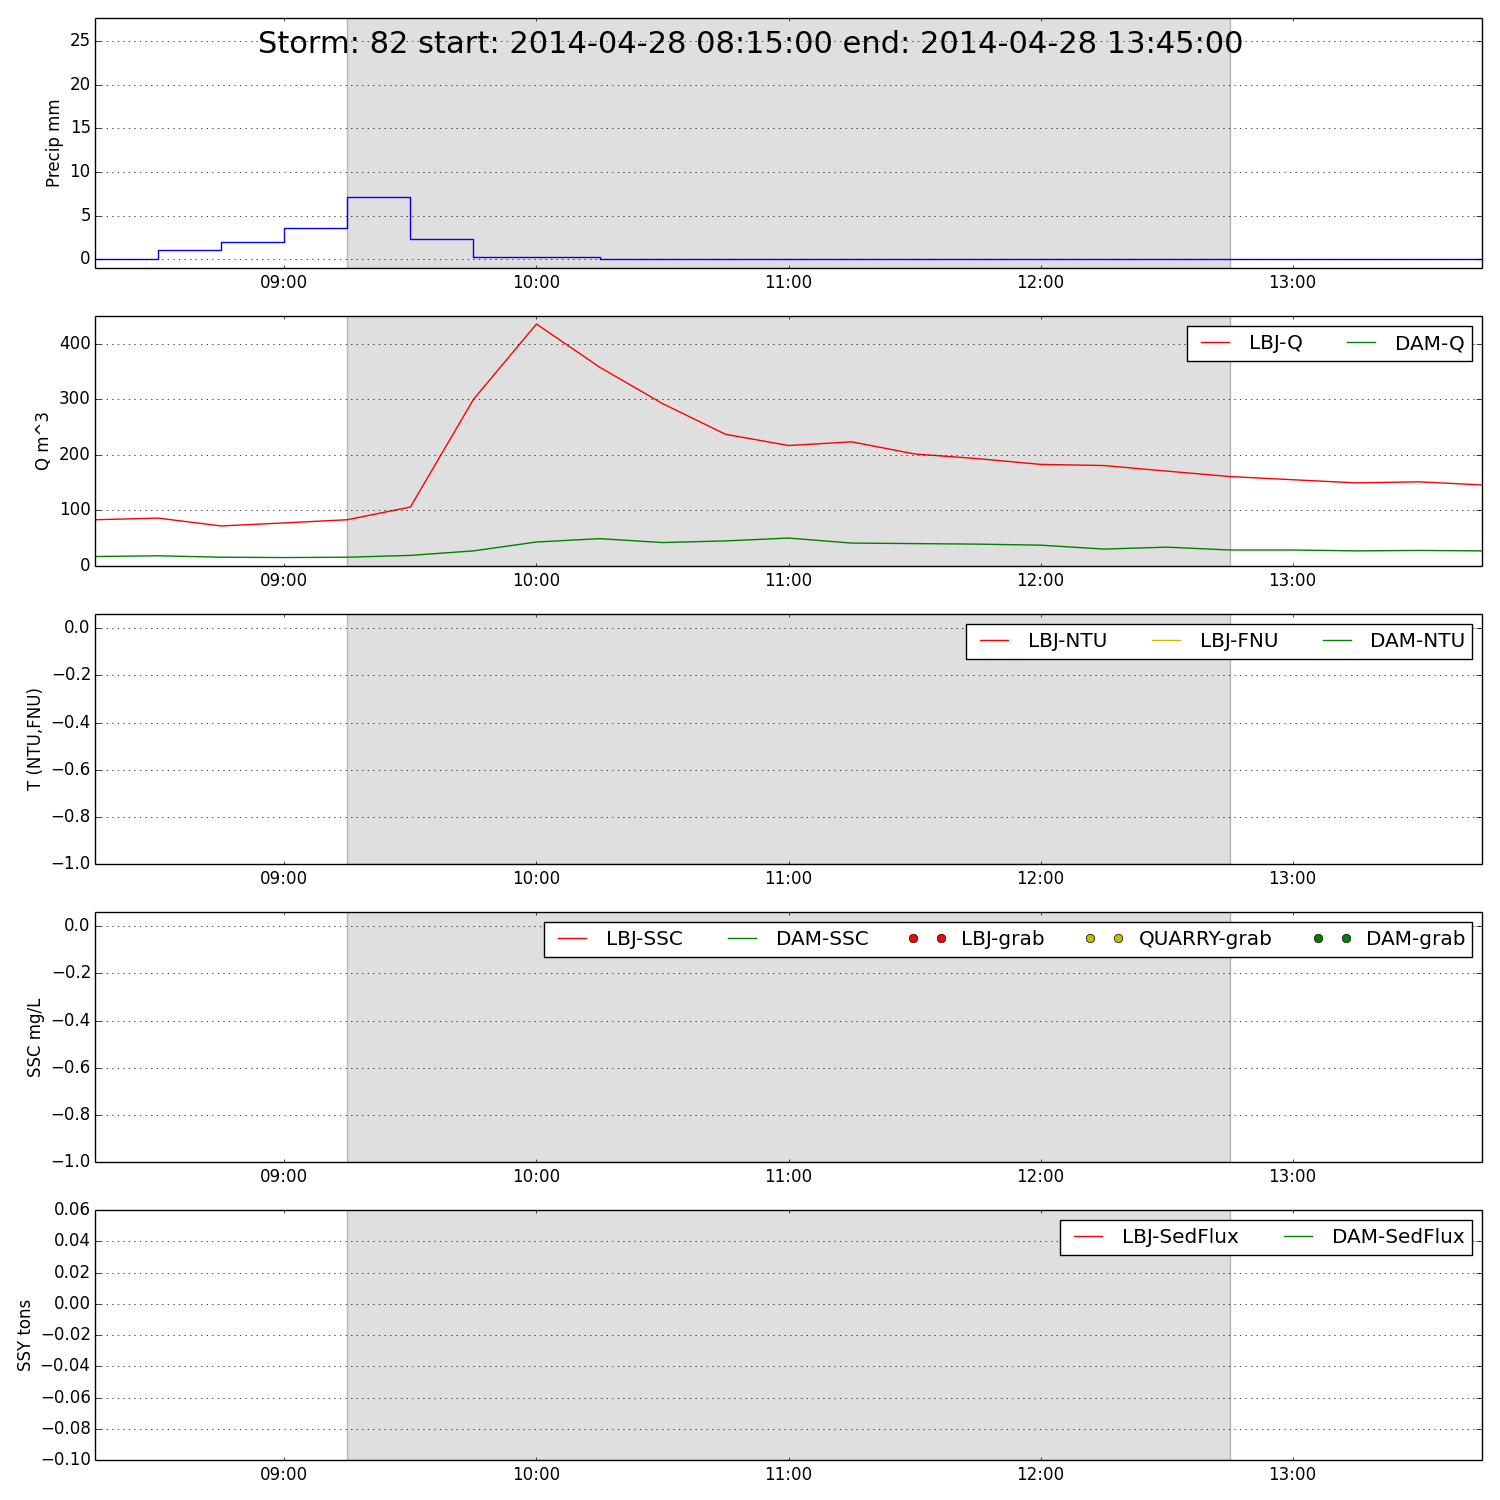 Storm: 82 start: 2014-04-28 08:15:00 end: 2014-04-28 13:45:00
Precip mm
25
20
15
10
5
0
09:00 10:00 11:00 12:00 13:00
LBJ-Q DAM-Q
Q m^3
400
300
200
100
0
09:00 10:00 11:00 12:00 13:00
LBJ-NTU LBJ-FNU DAM-NTU
T (NTU,FNU)
0.0
−0.2
−0.4
−0.6
−0.8
−1.0
09:00 10:00 11:00 12:00 13:00
LBJ-SSC DAM-SSC LBJ-grab QUARRY-grab DAM-grab
SSC mg/L
0.0
−0.2
−0.4
−0.6
−0.8
−1.0
09:00 10:00 11:00 12:00 13:00
LBJ-SedFlux DAM-SedFlux
SSY tons
0.06
0.04
0.02
0.00
−0.02
−0.04
−0.06
−0.08
−0.10
09:00 10:00 11:00 12:00 13:00